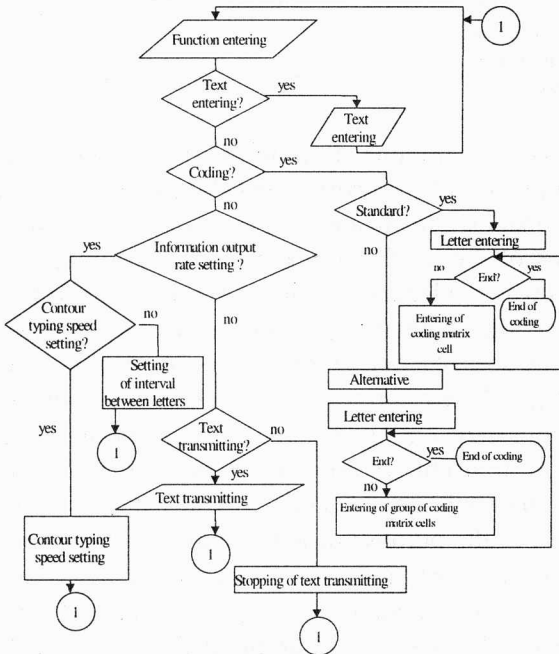 1
Function entering
Text
entering?
yes
Text
entering
no
Coding?
yes
no
Standard?
yes
Letter entering
no
yes
End?
End of
coding
Entering of
coding matrix
cell
no
Information output
rate setting ?
yes
no
Contour
typing speed
setting?
no
Setting
of interval
between letters
1
yes
Contour typing
speed setting
1
Text
transmitting?
no
yes
Text transmitting
1
Stopping of text transmitting
1
Alternative
Letter entering
End?
yes
End of coding
no
Entering of group of coding
matrix cells